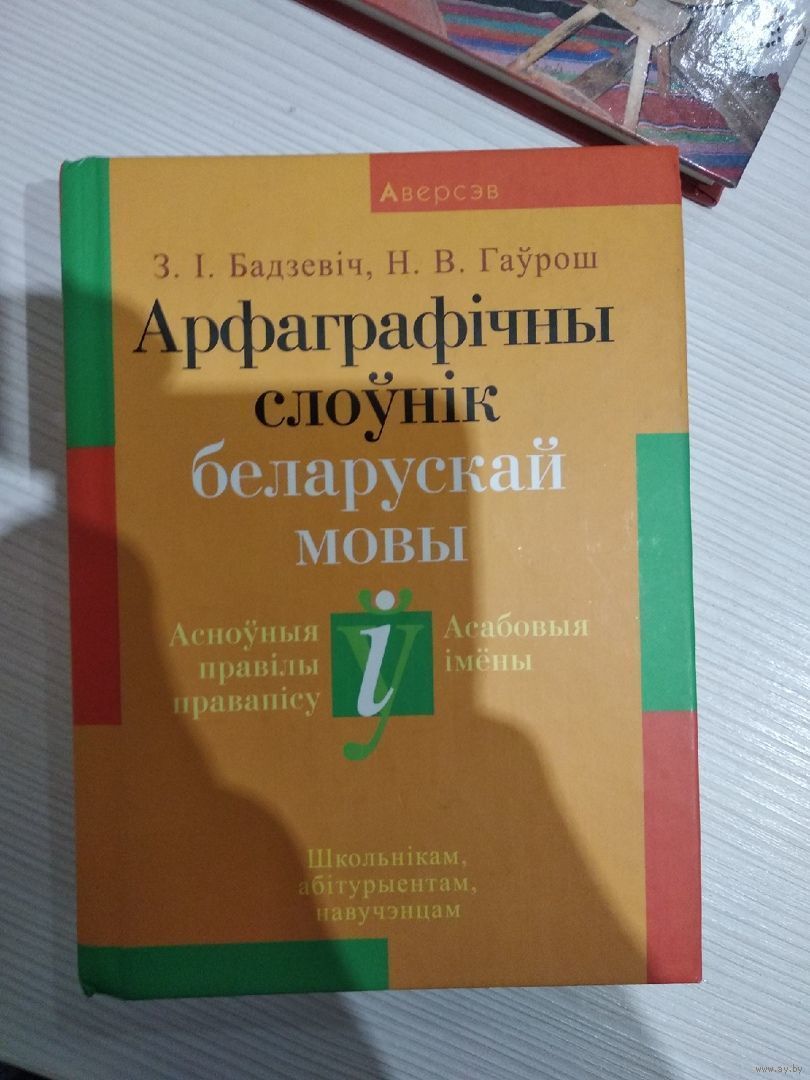 Аверсэв
З. І. Бадзевіч, Н. В. Гаўрош
Арфаграфічны
слоўнік
беларускай
мовы
Асноўныя
правілы
правапісу
ў
і
Асабовыя
імёны
Школьнікам,
абітурыентам,
навучэнцам
www.ay.by